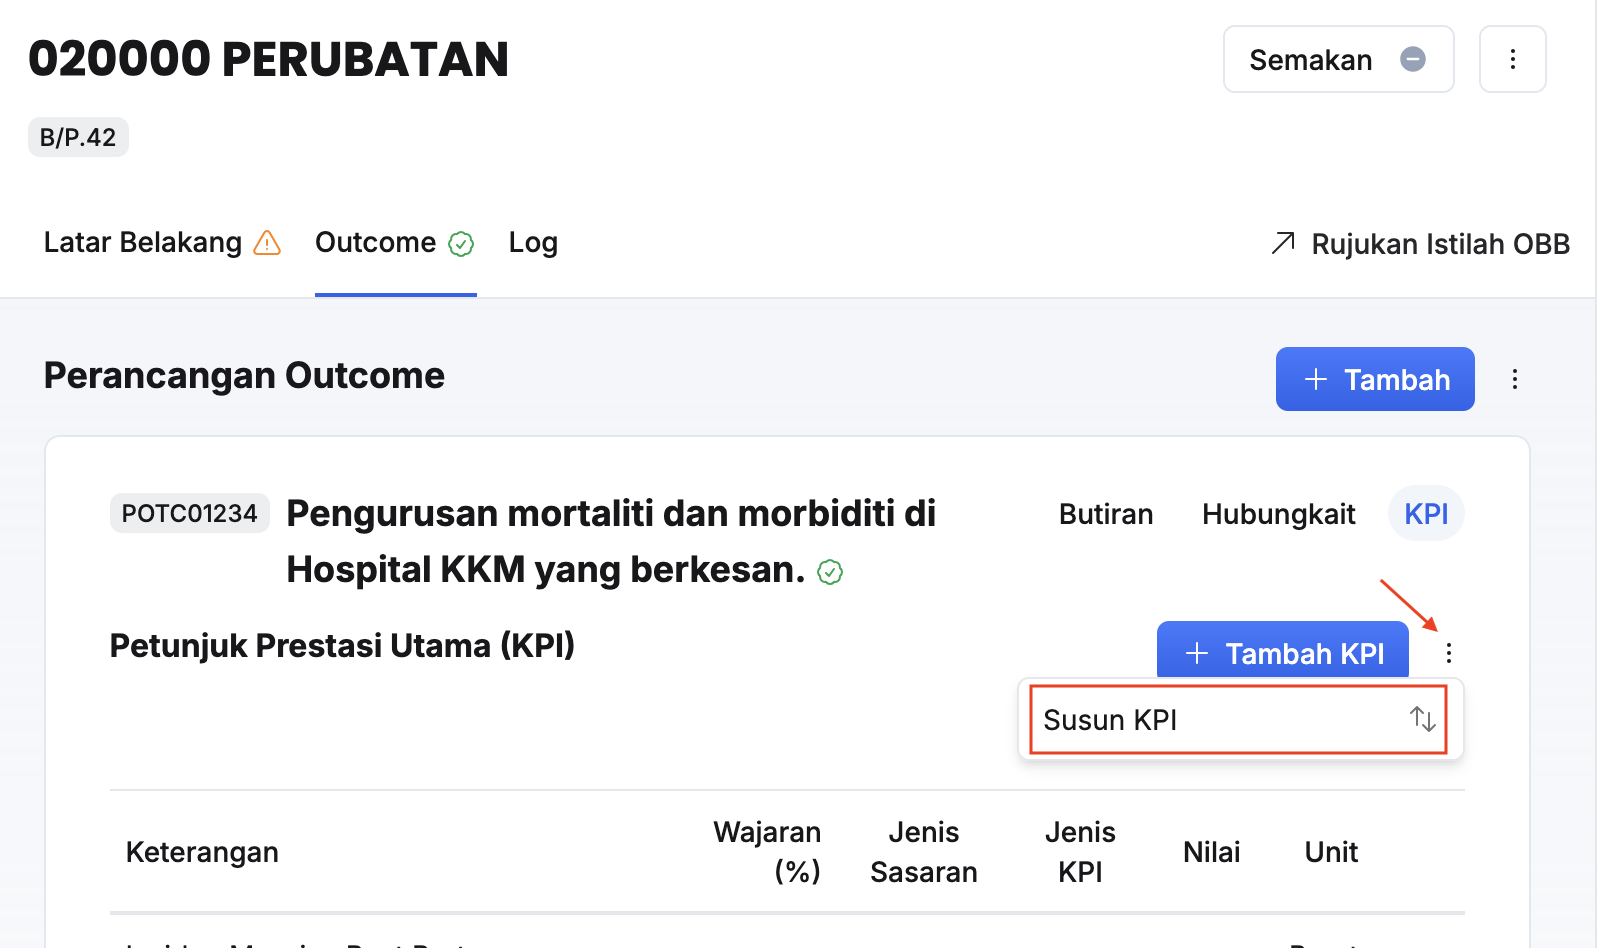 020000 PERUBATAN
Semakan
B/P.42
Latar Belakang
Outcome
Log
Rujukan Istilah OBB
Perancangan Outcome
Tambah
POTC01234
Pengurusan mortaliti dan morbiditi di
Hospital KKM yang berkesan.
Butiran
Hubungkait
KPI
Petunjuk Prestasi Utama (KPI)
Tambah KPI
Susun KPI
Keterangan
Wajaran
(%)
Jenis
Sasaran
Jenis
KPI
Nilai
Unit